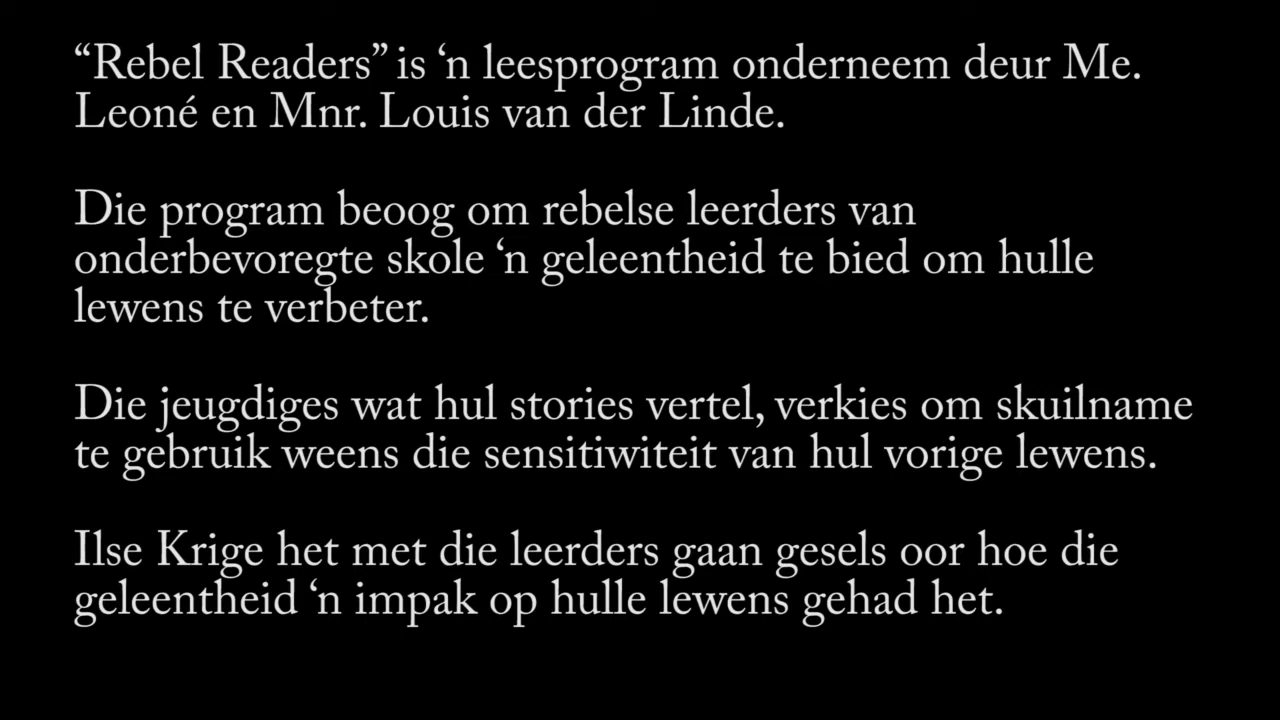 “Rebel Readers” is ‘n leesprogram onderneem deur Me.
Leoné en Mnr. Louis van der Linde.
Die program beoog om rebelse leerders van
onderbevoregte skole ‘n geleentheid te bied om hulle
lewens te verbeter.
Die jeugdiges wat hul stories vertel, verkies om skuilname
te gebruik weens die sensitiwiteit van hul vorige lewens.
Ilse Krige het met die leerders gaan gesels oor hoe die
geleentheid ‘n impak op hulle lewens gehad het.